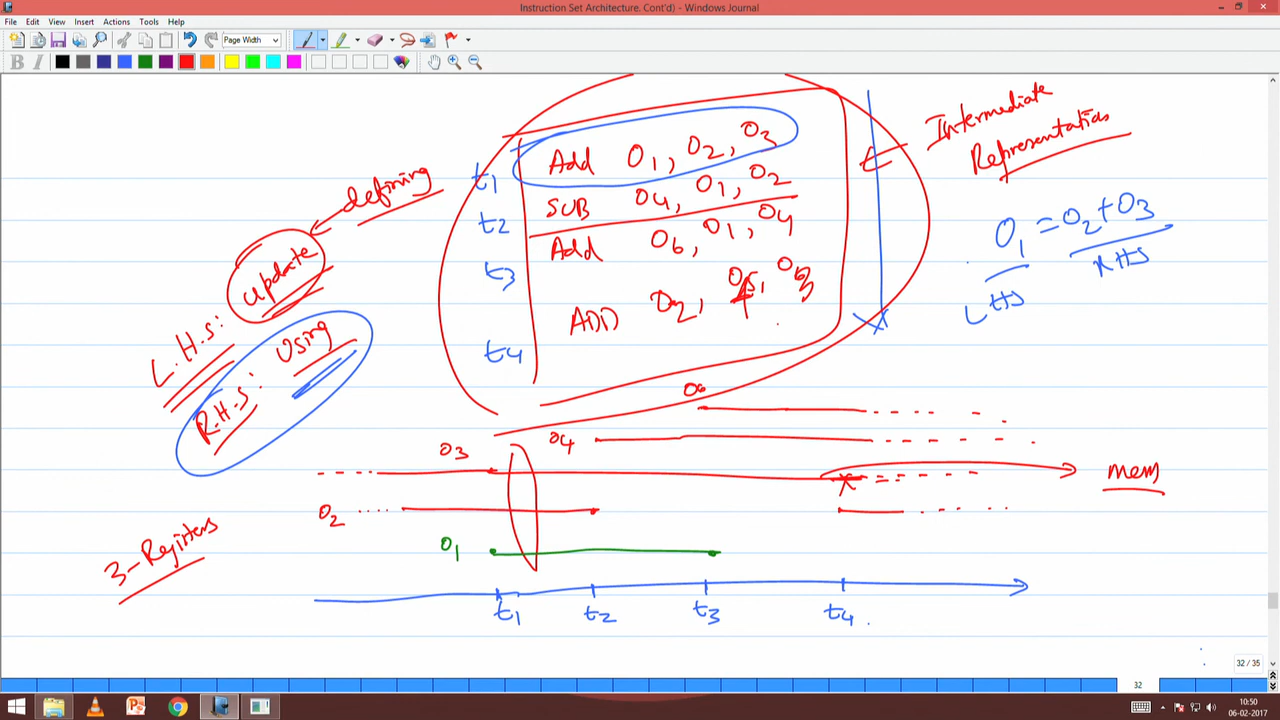 Instruction Set Architecture. Cont'd) - Windows Journal
File Edit View Insert Actions Tools Help
Page Width
B I
Intermediate
Representation
t1 Add O1, O2, O3
t2 SUB O4, O1, O2
t3 Add O6, O1, O4
t4 ADD O2,
O1 = O2 + O3
LHS RHS
defining
L.H.S: update
R.H.S: Using
O6
O4
O3
mem
O2
O1
3-Registers
t1 t2 t3 t4
32 / 35
32
10:50
06-02-2017